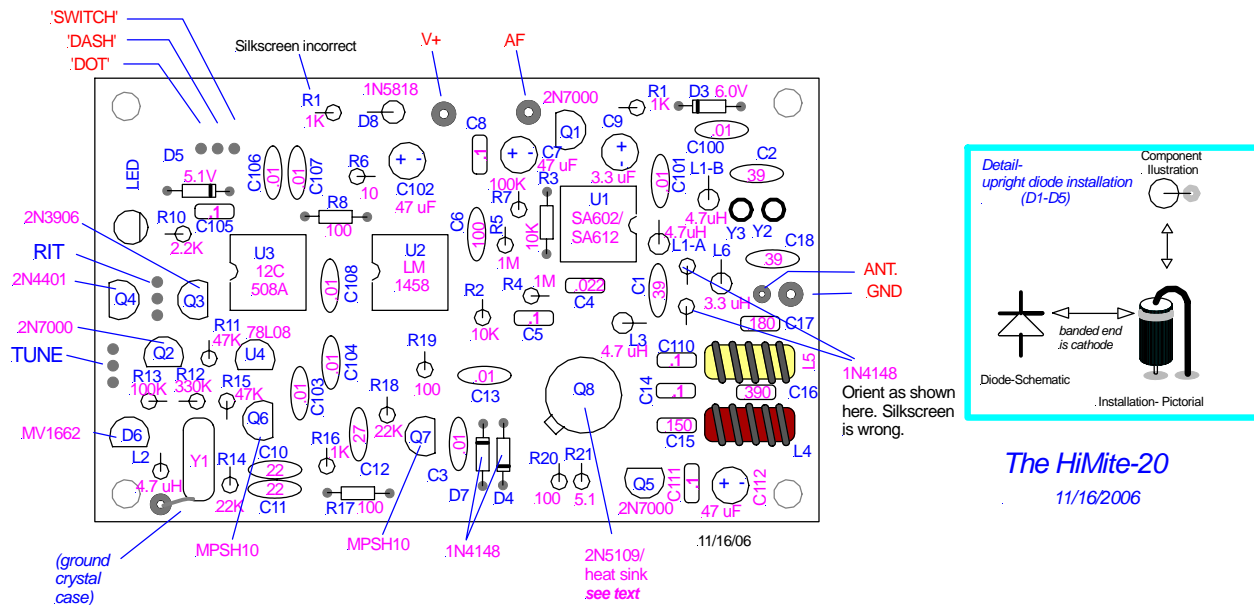 'SWITCH'
'DASH'
'DOT'
Silkscreen incorrect
V+
AF
R1
1K
1N5818
D8
2N7000
Q1
R1
1K
D3
6.0V
.01
C100
LED
D5
5.1V
.1
C105
C106
.01
.01
C107
R6
.10
C102
47 uF
C8
.1
C7
47 uF
C9
3.3 uF
C101
.01
L1-B
4.7uH
C2
.39
2N3906
R10
2.2K
R8
100
C6
100
100K
R7
R3
10K
R5
1M
U1
SA602/
SA612
4.7uH
L1-A
Y3
Y2
C18
.39
RIT
2N4401
Q4
Q3
U3
12C
508A
.01
C108
U2
LM
1458
R4
.1M
.022
C4
C1
39
L6
3.3 uH
ANT.
GND
2N7000
TUNE
Q2
R11
47K
.78L08
U4
R2
10K
.1
C5
L3
4.7 uH
180
C17
1N4148
Orient as shown
here. Silkscreen
is wrong.
R13
100K
R12
330K
R15
47K
.01
C103
.01
C104
R19
100
.01
C13
R18
22K
Q8
C110
.1
C14
.1
150
C15
L5
390
C16
L4
MV1662
D6
L2
4.7 uH
Y1
Q6
R14
22K
C10
22
22
C11
R16
1K
27
C12
R17
100
Q7
C3
.01
D7
D4
R20
100
R21
5.1
Q5
2N7000
C111
.1
47 uF
C112
(ground
crystal
case)
MPSH10
MPSH10
1N4148
2N5109/
heat sink
see text
11/16/06
Detail-
upright diode installation
(D1-D5)
Component
Ilustration
banded end
is cathode
Diode-Schematic
Installation- Pictorial
The HiMite-20
11/16/2006